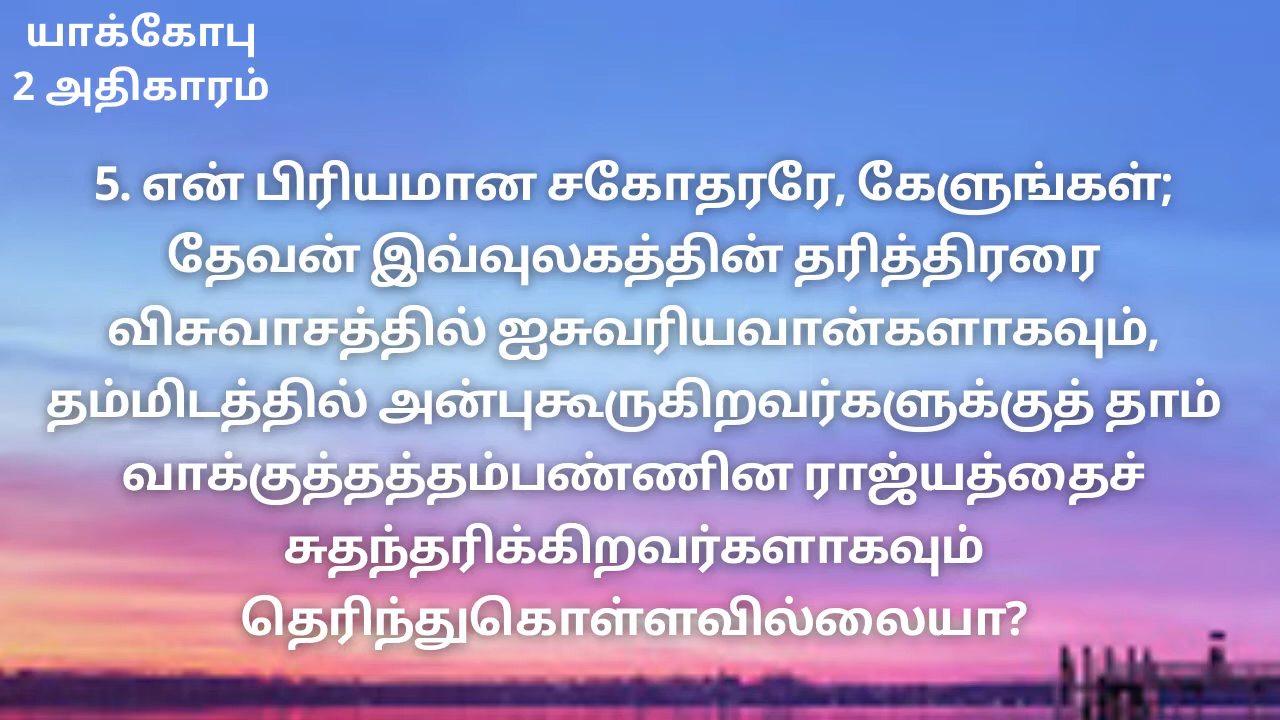 யாக்கோபு
2 அதிகாரம்
5. என் பிரியமான சகோதரரே, கேளுங்கள்;
தேவன் இவ்வுலகத்தின் தரித்திரரை
விசுவாசத்தில் ஐசுவரியவான்களாகவும்,
தம்மிடத்தில் அன்புகூருகிறவர்களுக்குத் தாம்
வாக்குத்தத்தம்பண்ணின ராஜ்யத்தைச்
சுதந்தரிக்கிறவர்களாகவும்
தெரிந்துகொள்ளவில்லையா?